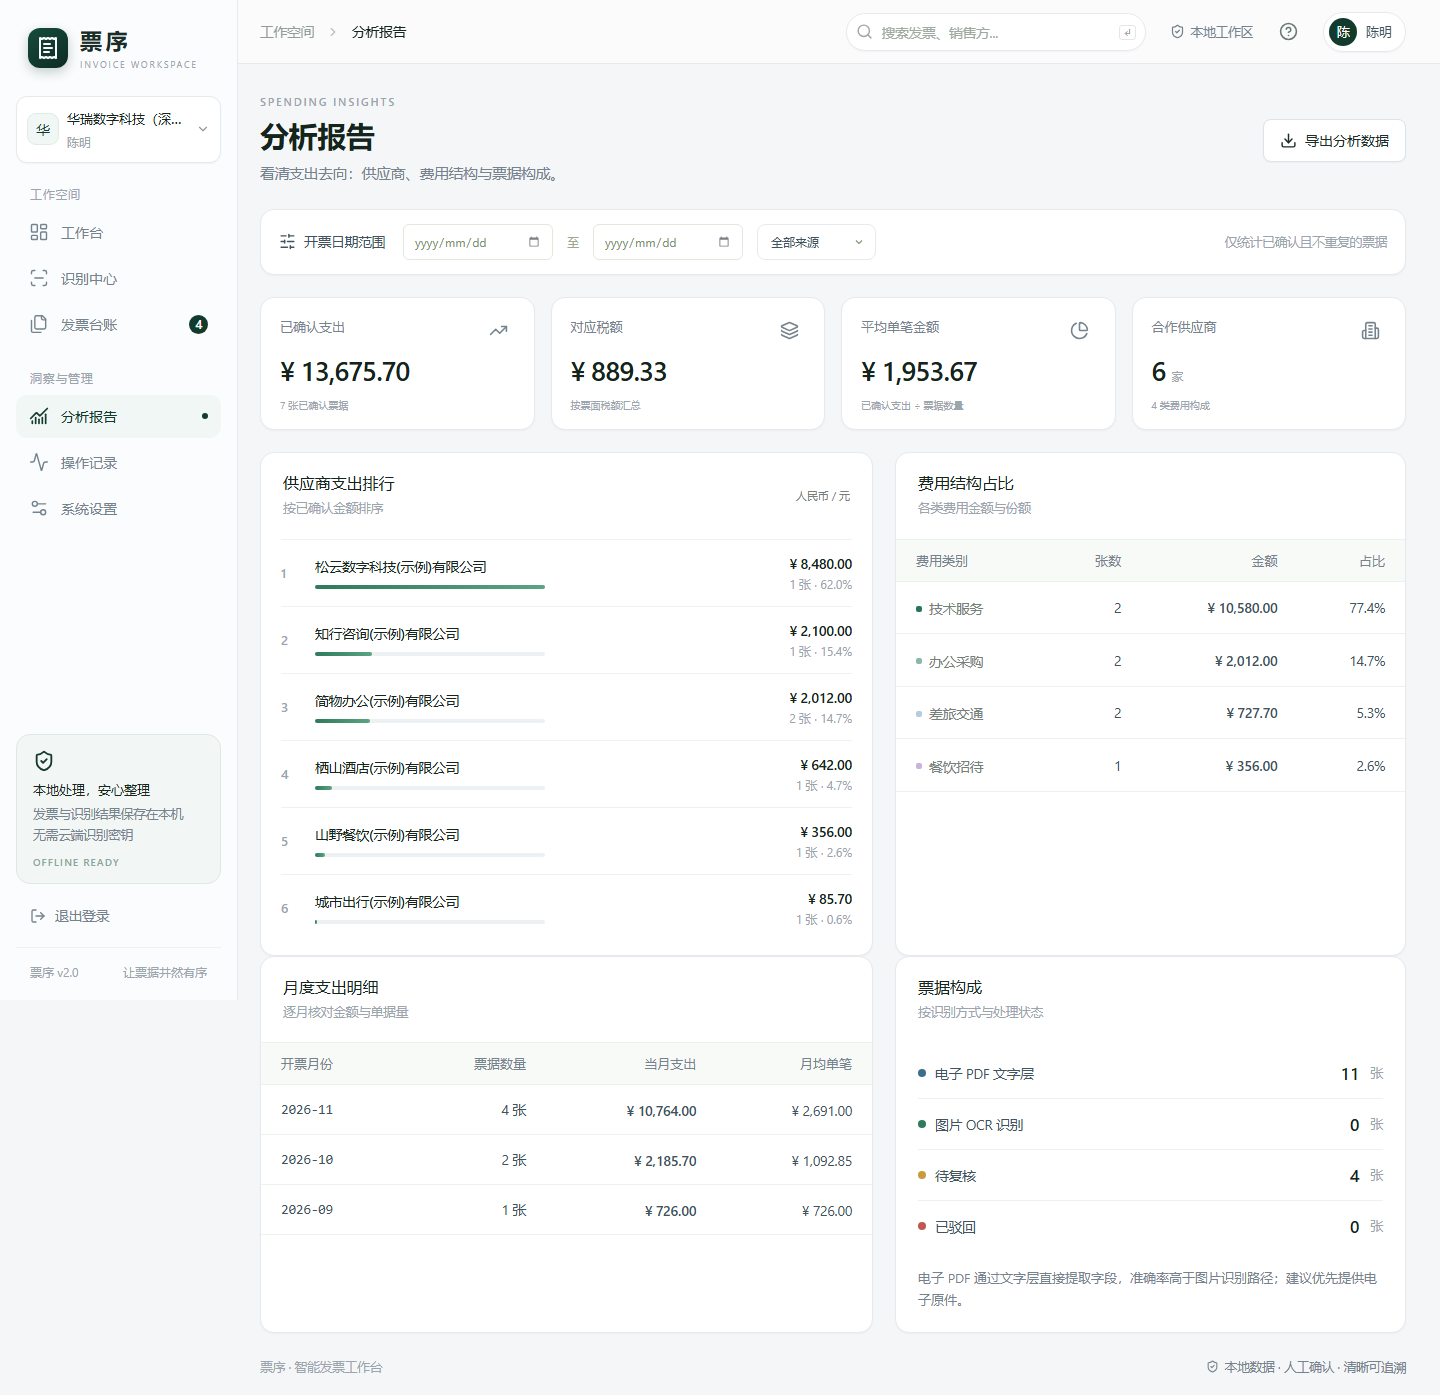 票序
INVOICE WORKSPACE
华
华瑞数字科技（深...
陈明
工作空间
工作台
识别中心
发票台账
4
洞察与管理
分析报告
操作记录
系统设置
本地处理，安心整理
发票与识别结果保存在本机
无需云端识别密钥
OFFLINE READY
退出登录
票序 v2.0
让票据井然有序
工作空间
分析报告
搜索发票、销售方...
本地工作区
陈
陈明
SPENDING INSIGHTS
分析报告
看清支出去向：供应商、费用结构与票据构成。
导出分析数据
开票日期范围
yyyy/mm/dd
至
yyyy/mm/dd
全部来源
仅统计已确认且不重复的票据
已确认支出
¥ 13,675.70
7 张已确认票据
对应税额
¥ 889.33
按票面税额汇总
平均单笔金额
¥ 1,953.67
已确认支出 ÷ 票据数量
合作供应商
6 家
4 类费用构成
供应商支出排行
按已确认金额排序
人民币 / 元
1 松云数字科技(示例)有限公司 ¥ 8,480.00
1 张 · 62.0%
2 知行咨询(示例)有限公司 ¥ 2,100.00
1 张 · 15.4%
3 简物办公(示例)有限公司 ¥ 2,012.00
2 张 · 14.7%
4 栖山酒店(示例)有限公司 ¥ 642.00
1 张 · 4.7%
5 山野餐饮(示例)有限公司 ¥ 356.00
1 张 · 2.6%
6 城市出行(示例)有限公司 ¥ 85.70
1 张 · 0.6%
费用结构占比
各类费用金额与份额
费用类别 张数 金额 占比
技术服务 2 ¥ 10,580.00 77.4%
办公采购 2 ¥ 2,012.00 14.7%
差旅交通 2 ¥ 727.70 5.3%
餐饮招待 1 ¥ 356.00 2.6%
月度支出明细
逐月核对金额与单据量
开票月份 票据数量 当月支出 月均单笔
2026-11 4 张 ¥ 10,764.00 ¥ 2,691.00
2026-10 2 张 ¥ 2,185.70 ¥ 1,092.85
2026-09 1 张 ¥ 726.00 ¥ 726.00
票据构成
按识别方式与处理状态
电子 PDF 文字层 11 张
图片 OCR 识别 0 张
待复核 4 张
已驳回 0 张
电子 PDF 通过文字层直接提取字段，准确率高于图片识别路径；建议优先提供电
子原件。
票序 · 智能发票工作台
本地数据 · 人工确认 · 清晰可追溯